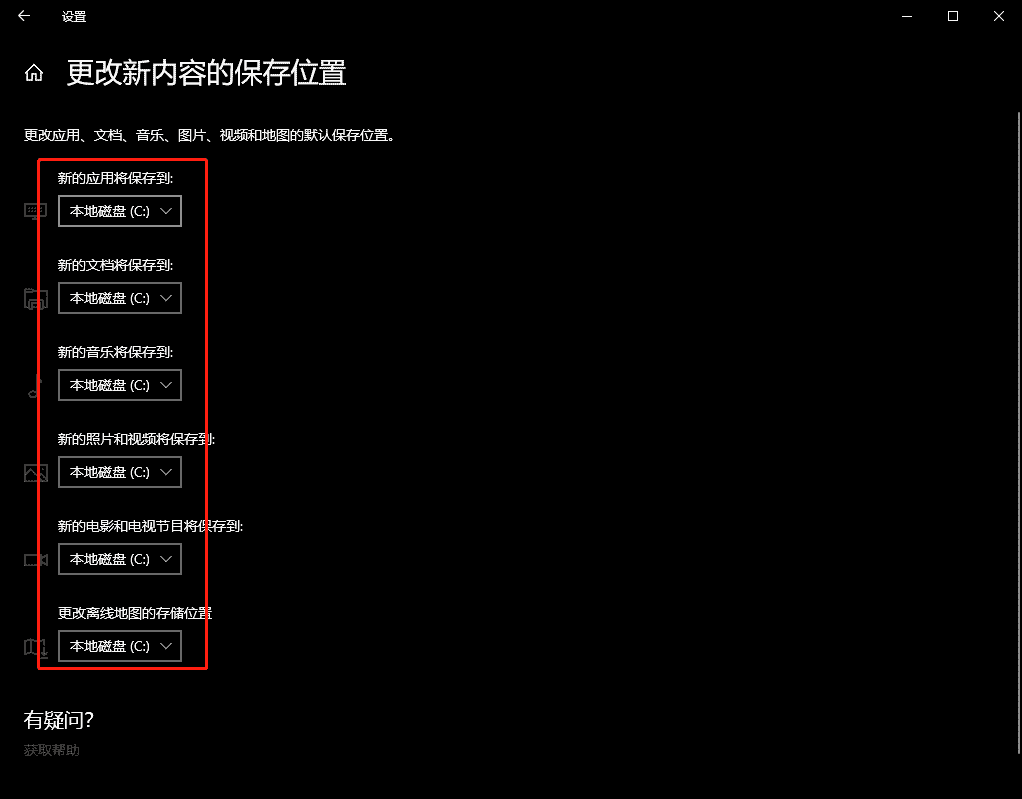 设置
更改新内容的保存位置
更改应用、文档、音乐、图片、视频和地图的默认保存位置。
新的应用将保存到:
本地磁盘 (C:)
新的文档将保存到:
本地磁盘 (C:)
新的音乐将保存到:
本地磁盘 (C:)
新的照片和视频将保存到:
本地磁盘 (C:)
新的电影和电视节目将保存到:
本地磁盘 (C:)
更改离线地图的存储位置
本地磁盘 (C:)
有疑问?
获取帮助